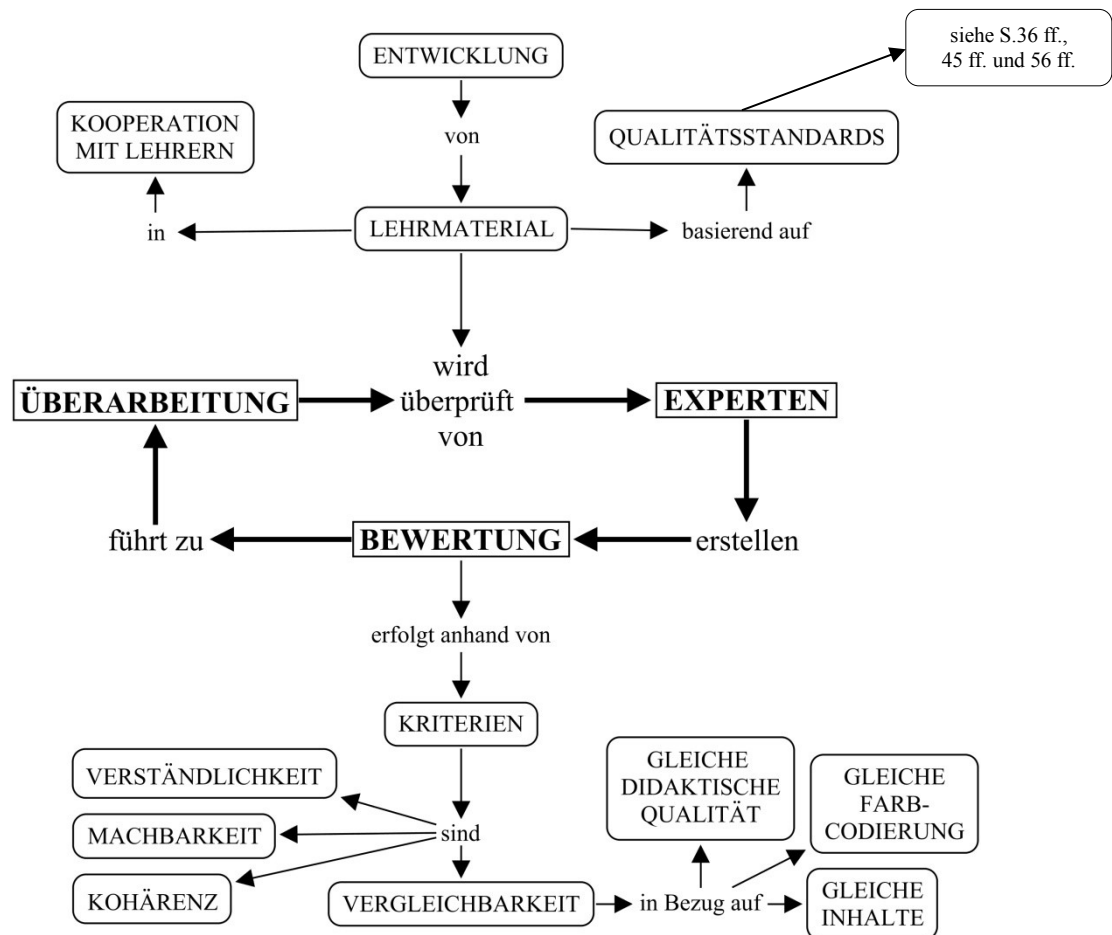 siehe S.36 ff.,
45 ff. und 56 ff.
ENTWICKLUNG
KOOPERATION
MIT LEHRERN
von
QUALITÄTSSTANDARDS
in
LEHRMATERIAL
basierend auf
wird
überprüft
von
ÜBERARBEITUNG
EXPERTEN
führt zu
BEWERTUNG
erstellen
erfolgt anhand von
KRITERIEN
VERSTÄNDLICHKEIT
MACHBARKEIT
KOHÄRENZ
sind
VERGLEICHBARKEIT
in Bezug auf
GLEICHE
DIDAKTISCHE
QUALITÄT
GLEICHE
FARB-
CODIERUNG
GLEICHE
INHALTE